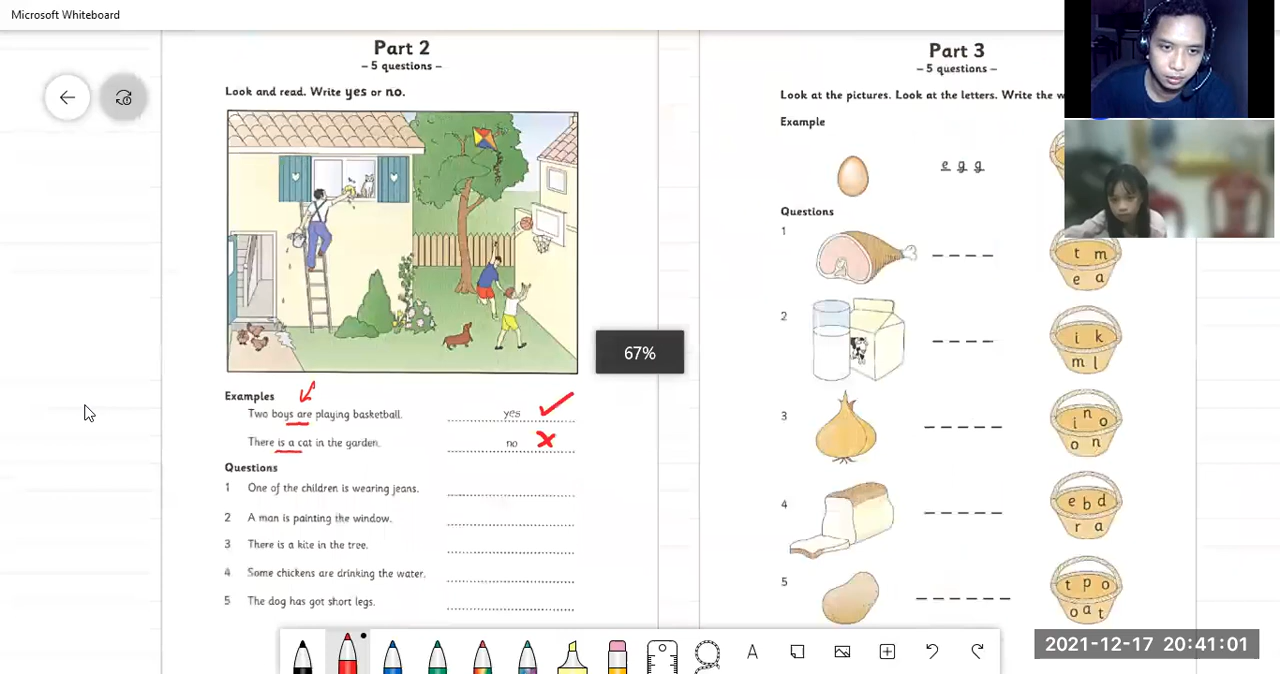 Microsoft Whiteboard
Part 2
– 5 questions –
Look and read. Write yes or no.
Examples
Two boys are playing basketball. yes
There is a cat in the garden. no
Questions
1 One of the children is wearing jeans.
2 A man is painting the window.
3 There is a kite in the tree.
4 Some chickens are drinking the water.
5 The dog has got short legs.
Part 3
– 5 questions –
Look at the pictures. Look at the letters. Write the w
Example
e g g
Questions
1
t m
e a
2
i k
m l
3
i n o
o n
4
e b d
r a
5
t p o
o a t
67%
A
2021-12-17 20:41:01